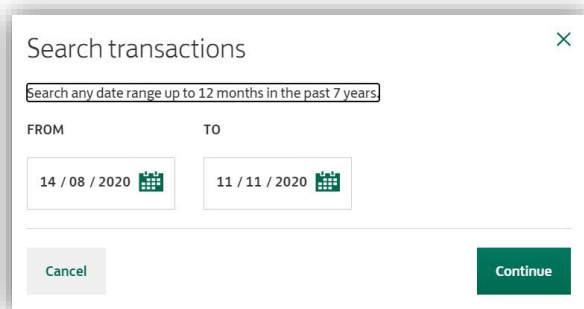 Search transactions
Search any date range up to 12 months in the past 7 years.
FROM TO
14 / 08 / 2020 11 / 11 / 2020
Cancel Continue